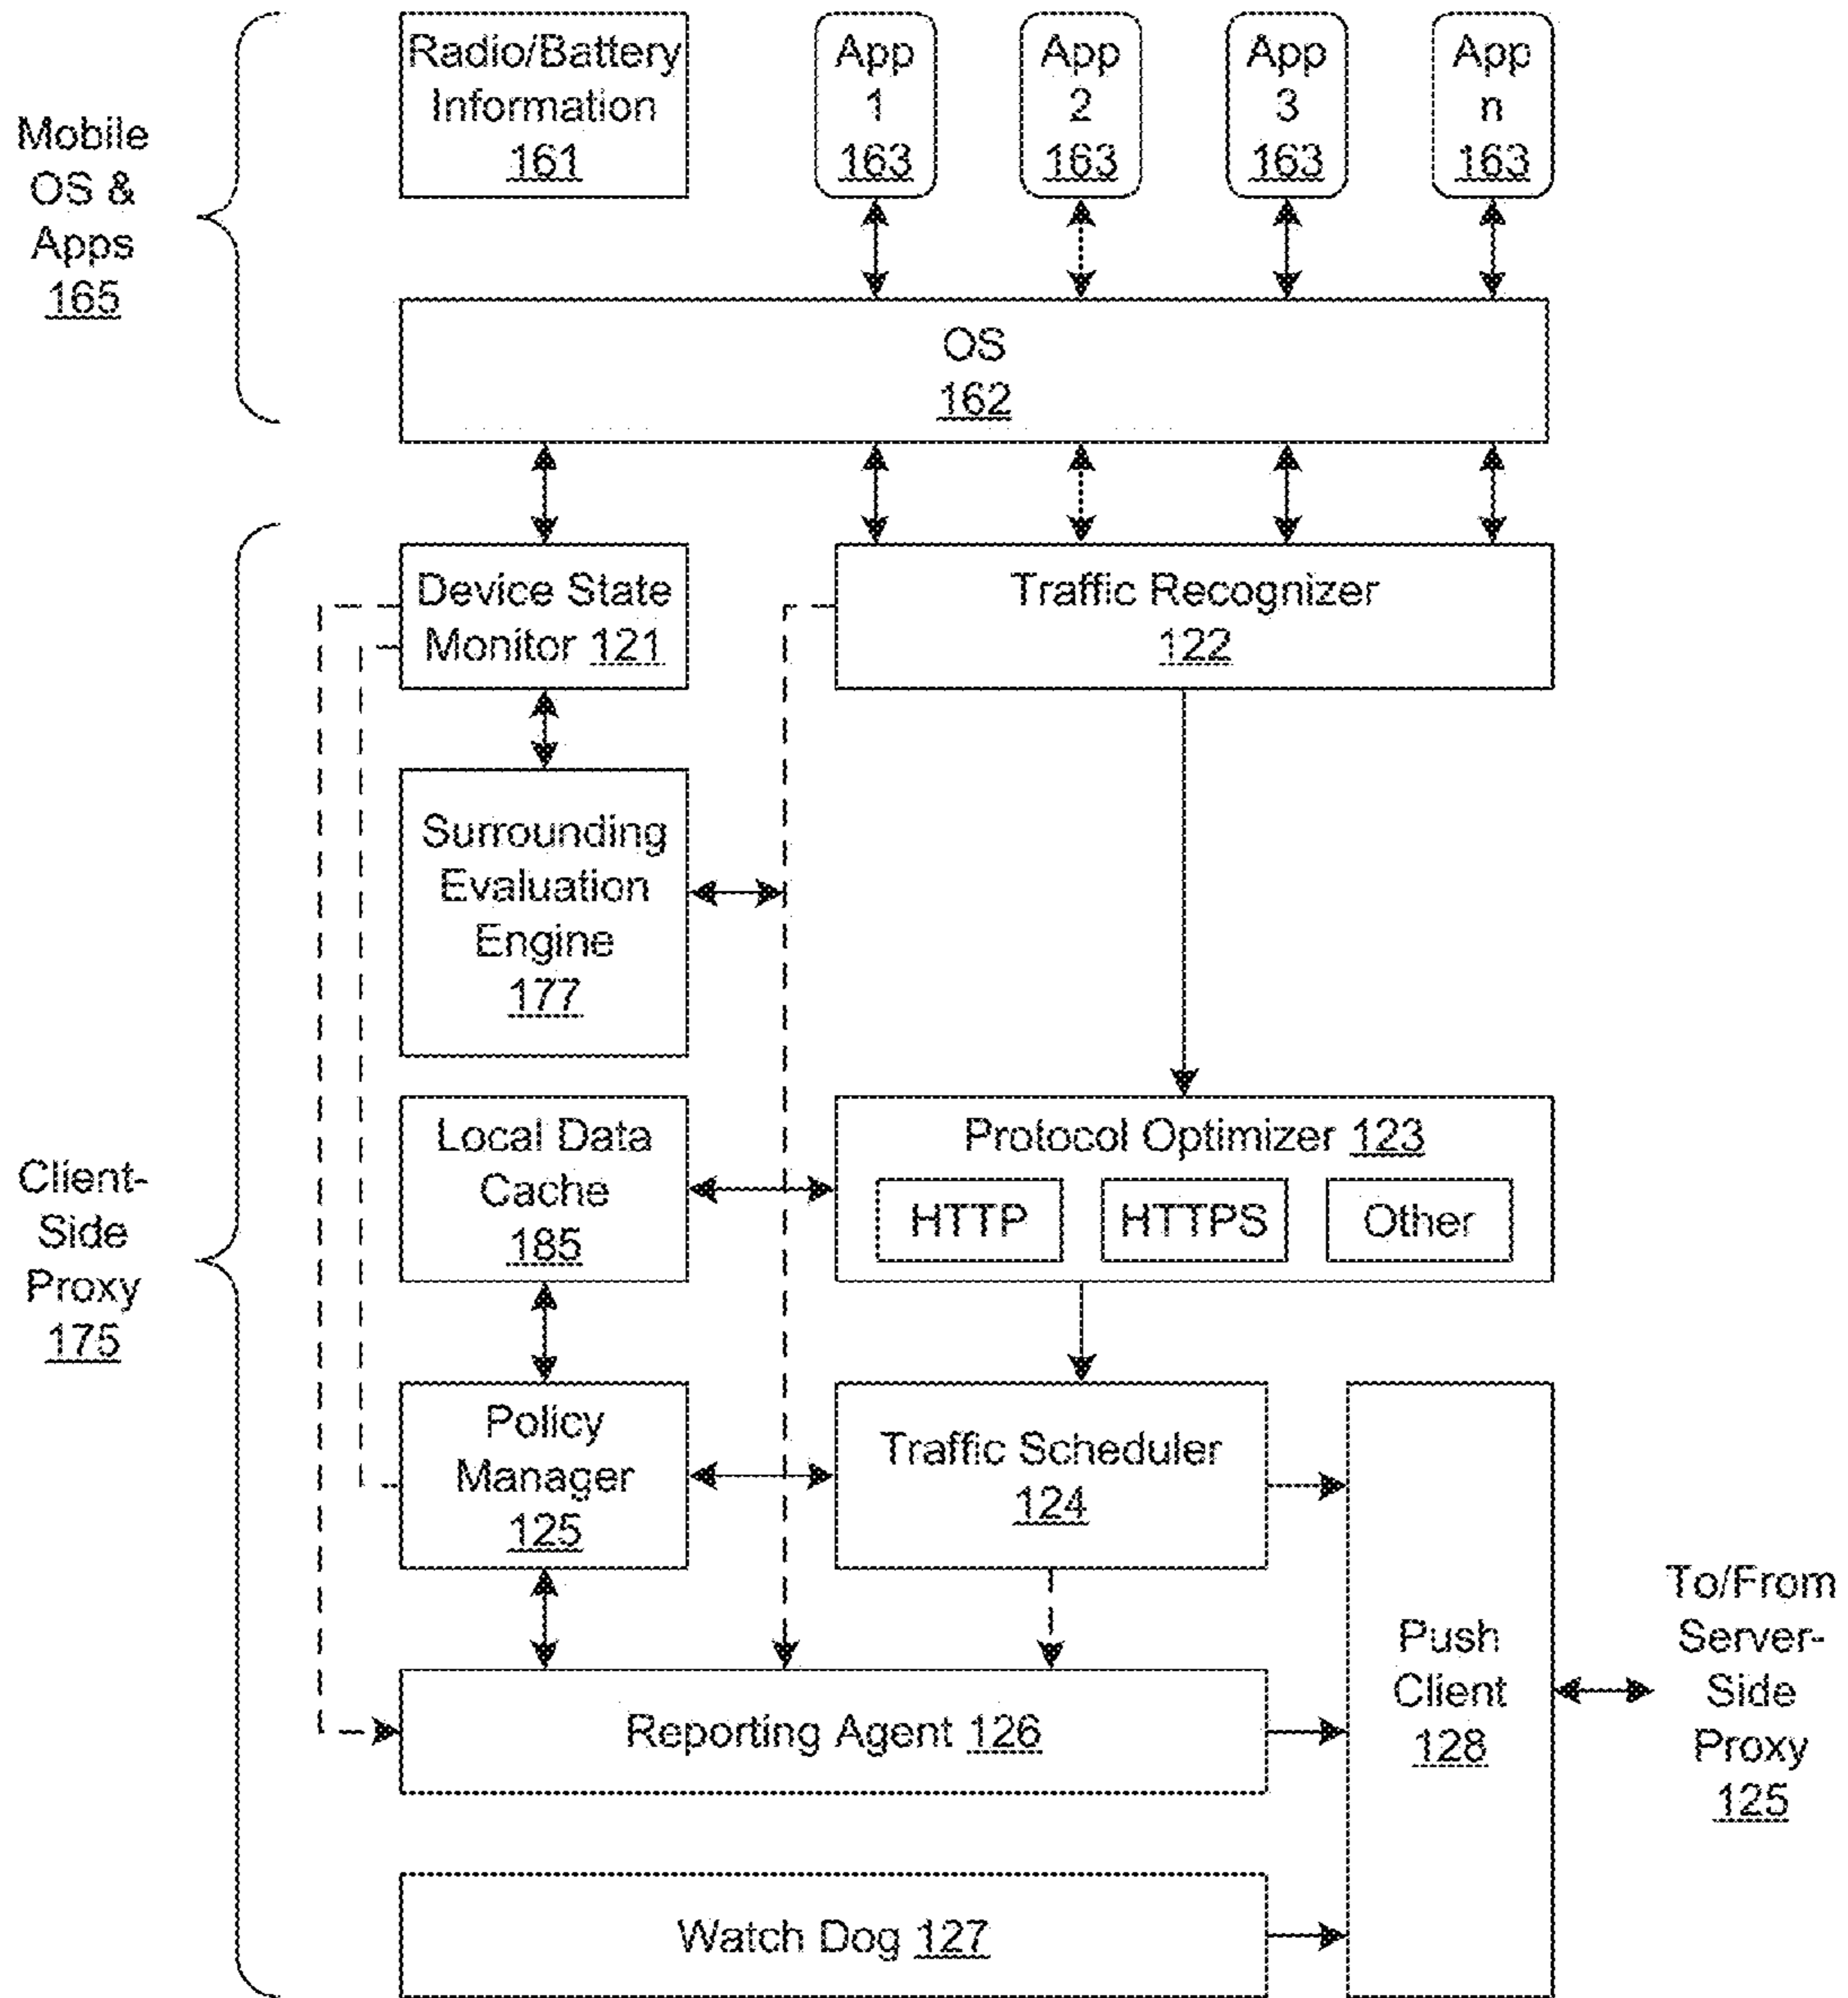 Mobile
OS &
Apps
165
Radio/Battery
Information
161
App
1
163
App
2
163
App
3
163
App
n
163
OS
162
Client-
Side
Proxy
175
Device State
Monitor 121
Traffic Recognizer
122
Surrounding
Evaluation
Engine
177
Local Data
Cache
185
Protocol Optimizer 123
HTTP
HTTPS
Other
Policy
Manager
125
Traffic Scheduler
124
Push
Client
128
To/From
Server-
Side
Proxy
125
Reporting Agent 126
Watch Dog 127